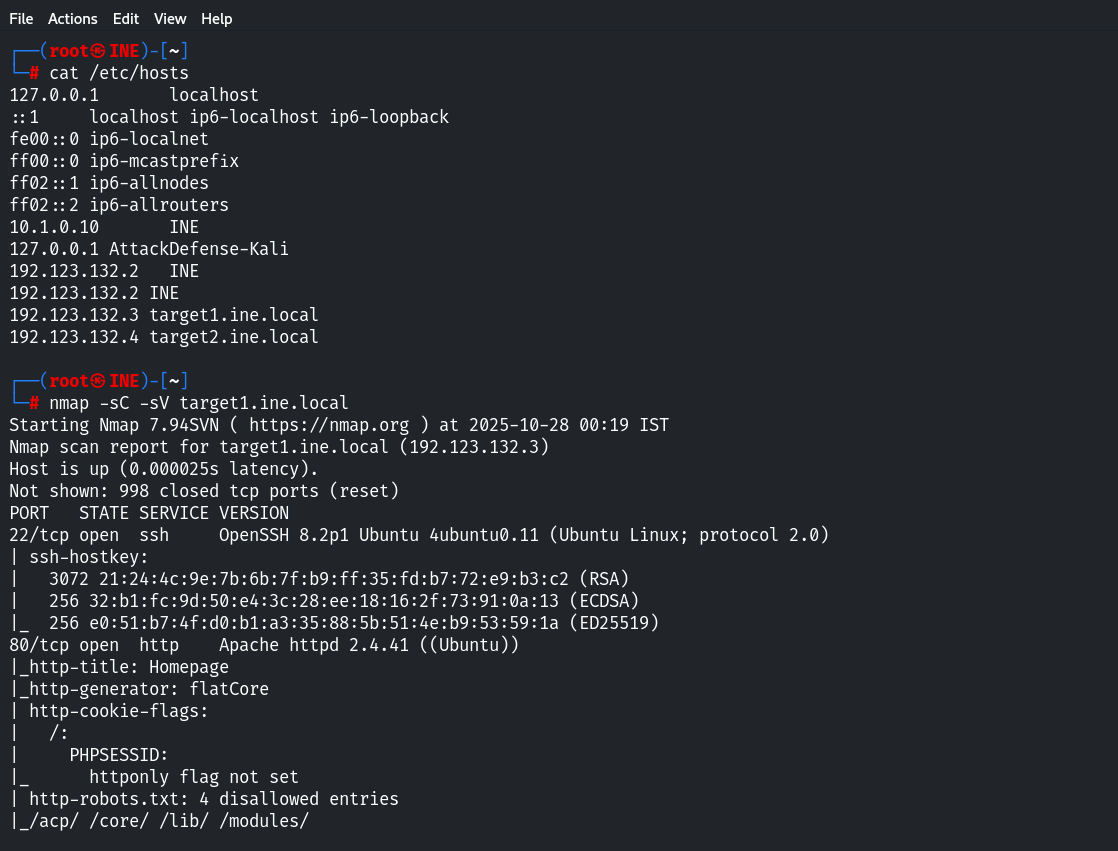 File Actions Edit View Help
┌──(root㉿INE)-[~]
└─# cat /etc/hosts
127.0.0.1       localhost
::1     localhost ip6-localhost ip6-loopback
fe00::0 ip6-localnet
ff00::0 ip6-mcastprefix
ff02::1 ip6-allnodes
ff02::2 ip6-allrouters
10.1.0.10       INE
127.0.0.1 AttackDefense-Kali
192.123.132.2   INE
192.123.132.2 INE
192.123.132.3 target1.ine.local
192.123.132.4 target2.ine.local
┌──(root㉿INE)-[~]
└─# nmap -sC -sV target1.ine.local
Starting Nmap 7.94SVN ( https://nmap.org ) at 2025-10-28 00:19 IST
Nmap scan report for target1.ine.local (192.123.132.3)
Host is up (0.000025s latency).
Not shown: 998 closed tcp ports (reset)
PORT   STATE SERVICE VERSION
22/tcp open  ssh     OpenSSH 8.2p1 Ubuntu 4ubuntu0.11 (Ubuntu Linux; protocol 2.0)
| ssh-hostkey:
|   3072 21:24:4c:9e:7b:6b:7f:b9:ff:35:fd:b7:72:e9:b3:c2 (RSA)
|   256 32:b1:fc:9d:50:e4:3c:28:ee:18:16:2f:73:91:0a:13 (ECDSA)
|_  256 e0:51:b7:4f:d0:b1:a3:35:88:5b:51:4e:b9:53:59:1a (ED25519)
80/tcp open  http    Apache httpd 2.4.41 ((Ubuntu))
|_http-title: Homepage
|_http-generator: flatCore
| http-cookie-flags:
|   /:
|     PHPSESSID:
|_      httponly flag not set
| http-robots.txt: 4 disallowed entries
|_/acp/ /core/ /lib/ /modules/